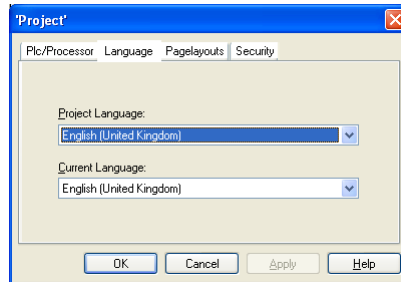 'Project'
Plc/Processor Language Pagelayouts Security
Project Language:
English (United Kingdom)
Current Language:
English (United Kingdom)
OK Cancel Apply Help